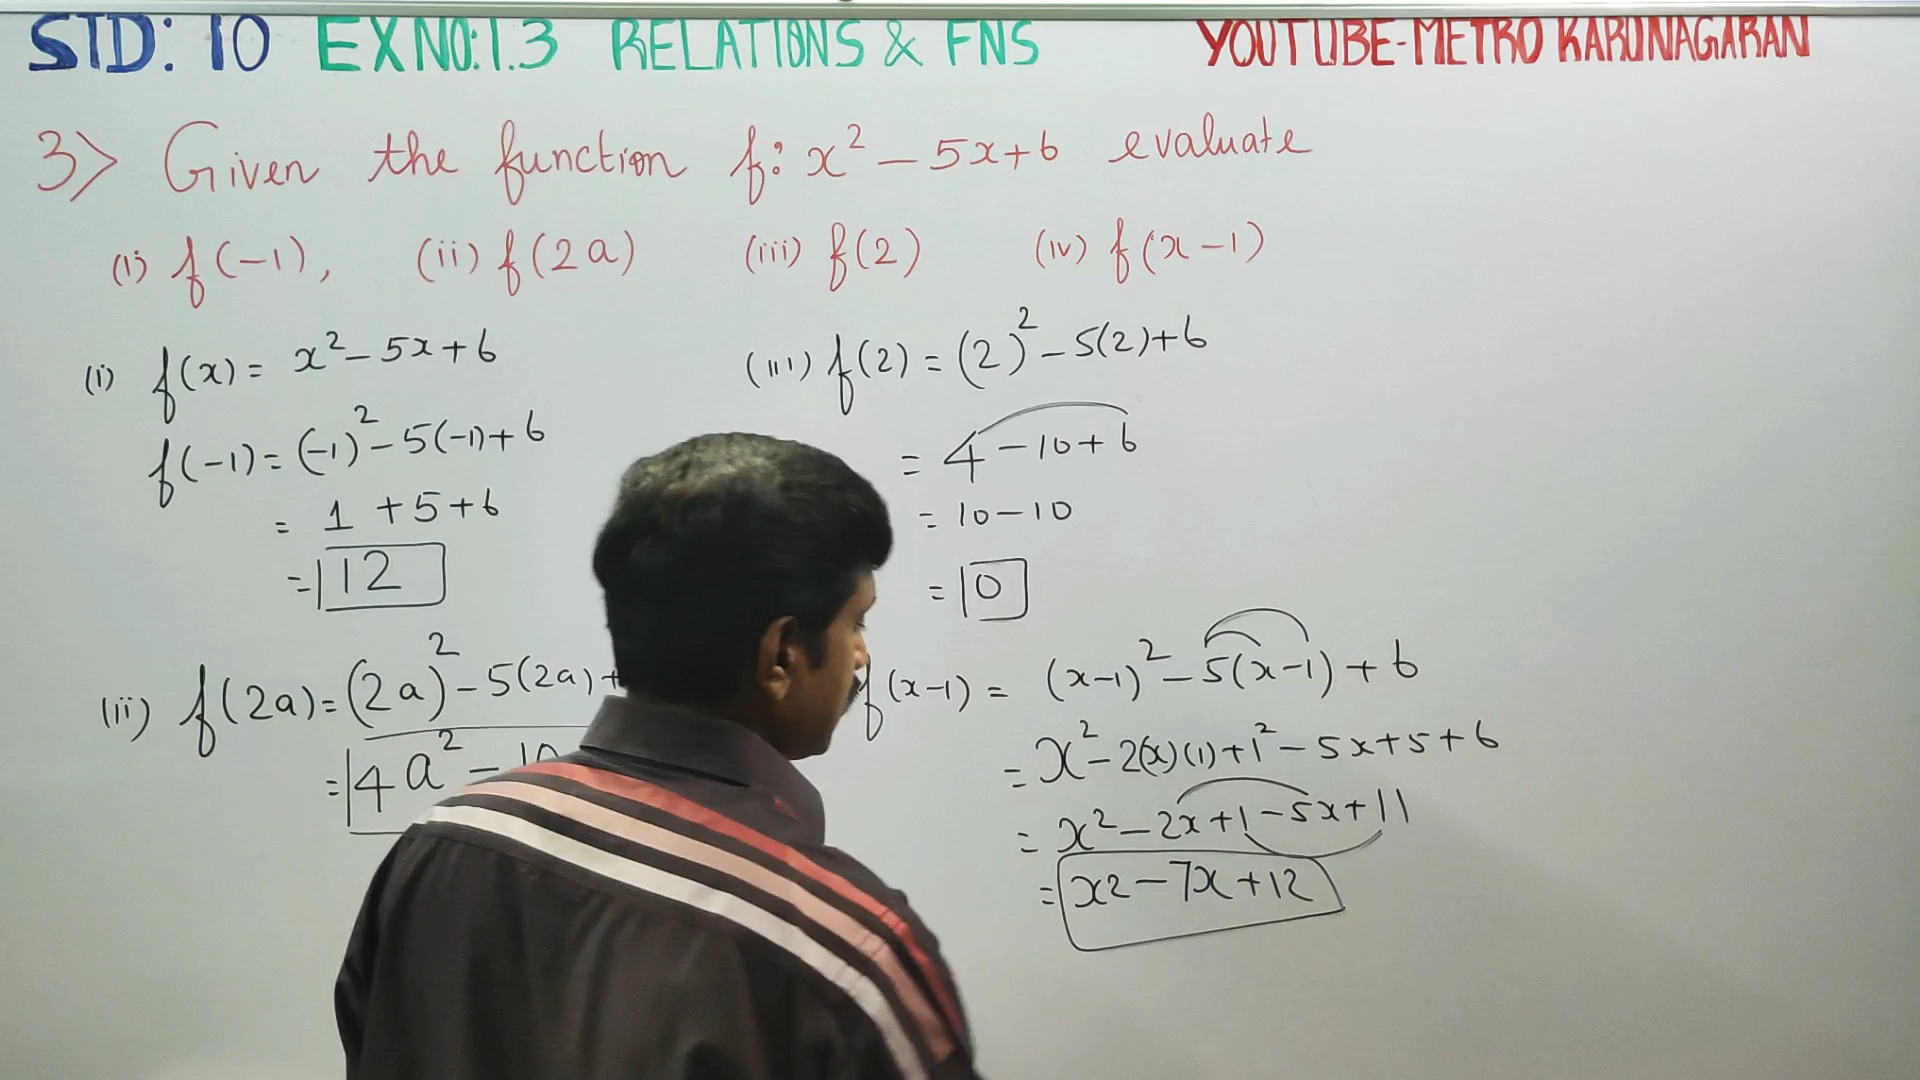 STD: 10 EX NO:1.3 RELATIONS & FNS YOUTUBE-METRO KARUNAGARAN
3> Given the function f: x² - 5x+6 evaluate
(i) f(-1), (ii) f(2a) (iii) f(2) (iv) f(x-1)
(i) f(x) = x² - 5x+6
f(-1) = (-1)² - 5(-1)+6
= 1 +5+6
= 12
(ii) f(2a) = (2a)² - 5(2a)+
= 4a² - 10
(iii) f(2) = (2)² - 5(2)+6
= 4 - 10 + 6
= 10 - 10
= 0
f(x-1) = (x-1)² - 5(x-1) + 6
= x² - 2(x)(1) + 1² - 5x+5+6
= x² - 2x+1 - 5x+11
= x2 - 7x+12